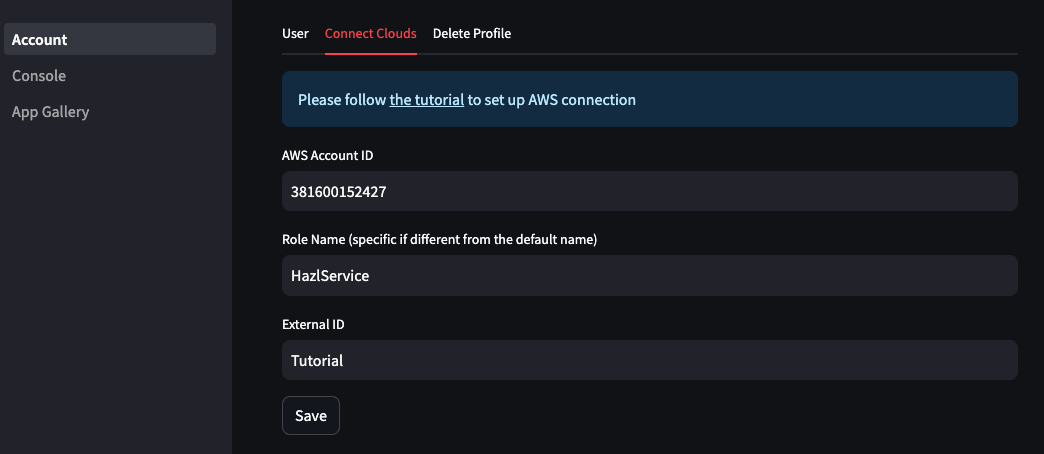 Account
Console
App Gallery
User Connect Clouds Delete Profile
Please follow the tutorial to set up AWS connection
AWS Account ID
381600152427
Role Name (specific if different from the default name)
HazlService
External ID
Tutorial
Save